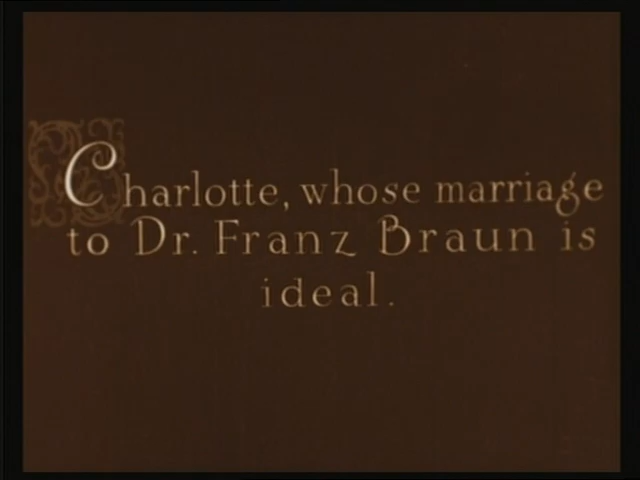 Charlotte, whose marriage
to Dr. Franz Braun is
ideal.